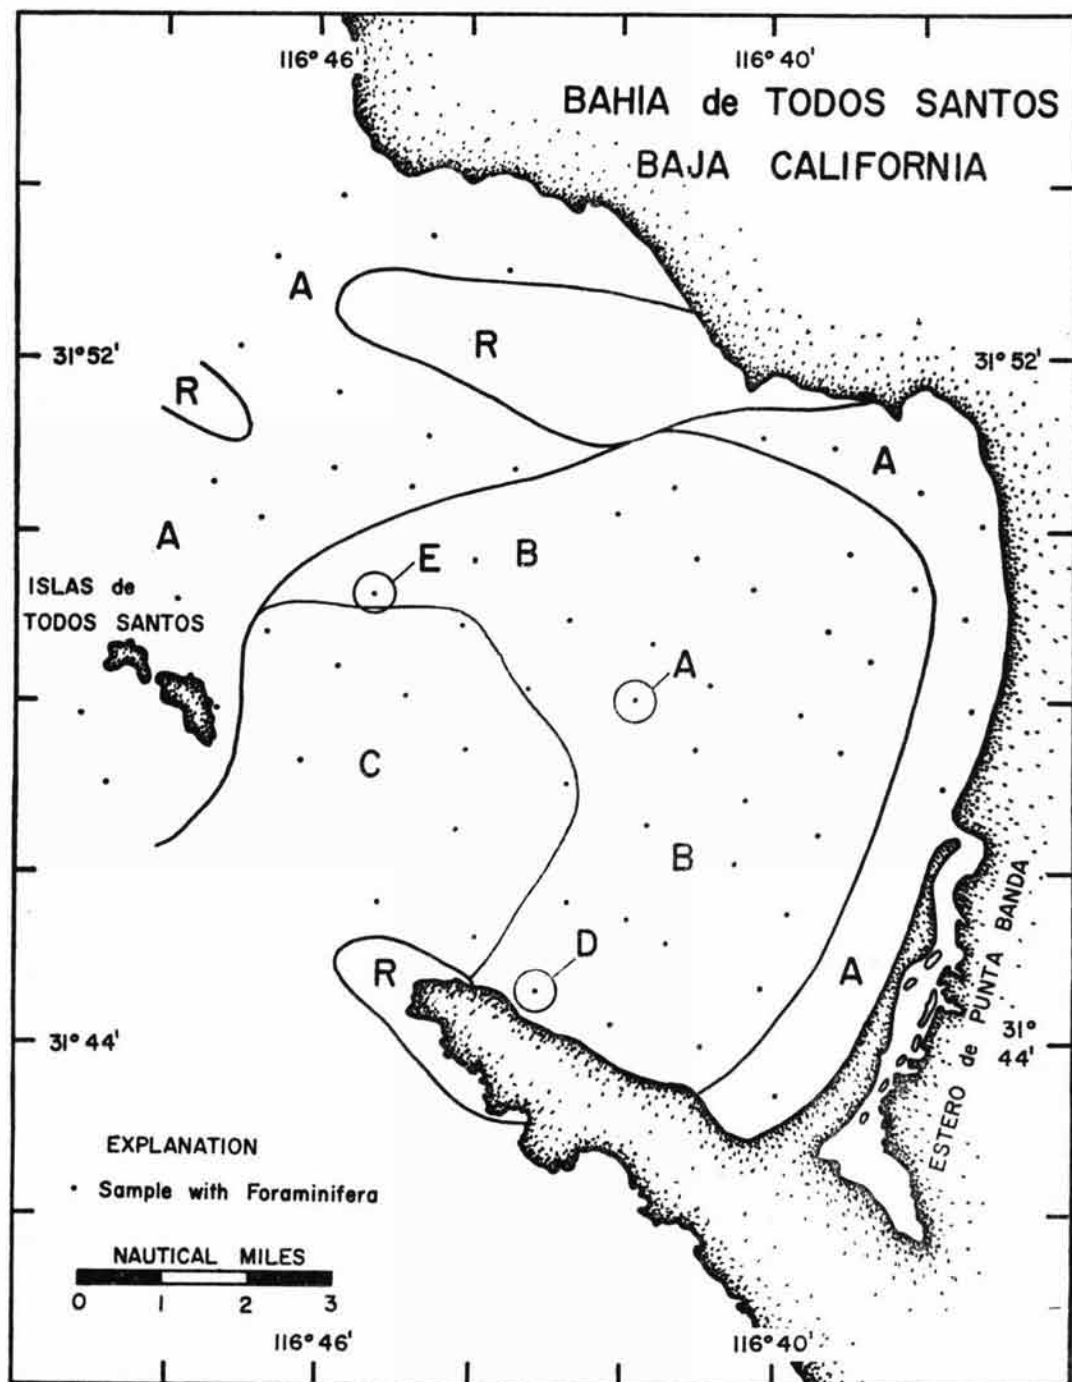 116° 46'
116° 40'
BAHIA de TODOS SANTOS
BAJA CALIFORNIA
A
R
31° 52'
31° 52'
R
A
A
E
B
ISLAS de
TODOS SANTOS
A
C
B
D
R
A
31° 44'
31°
44'
ESTERO de PUNTA BANDA
EXPLANATION
· Sample with Foraminifera
NAUTICAL MILES
0 1 2 3
116° 46'
116° 40'